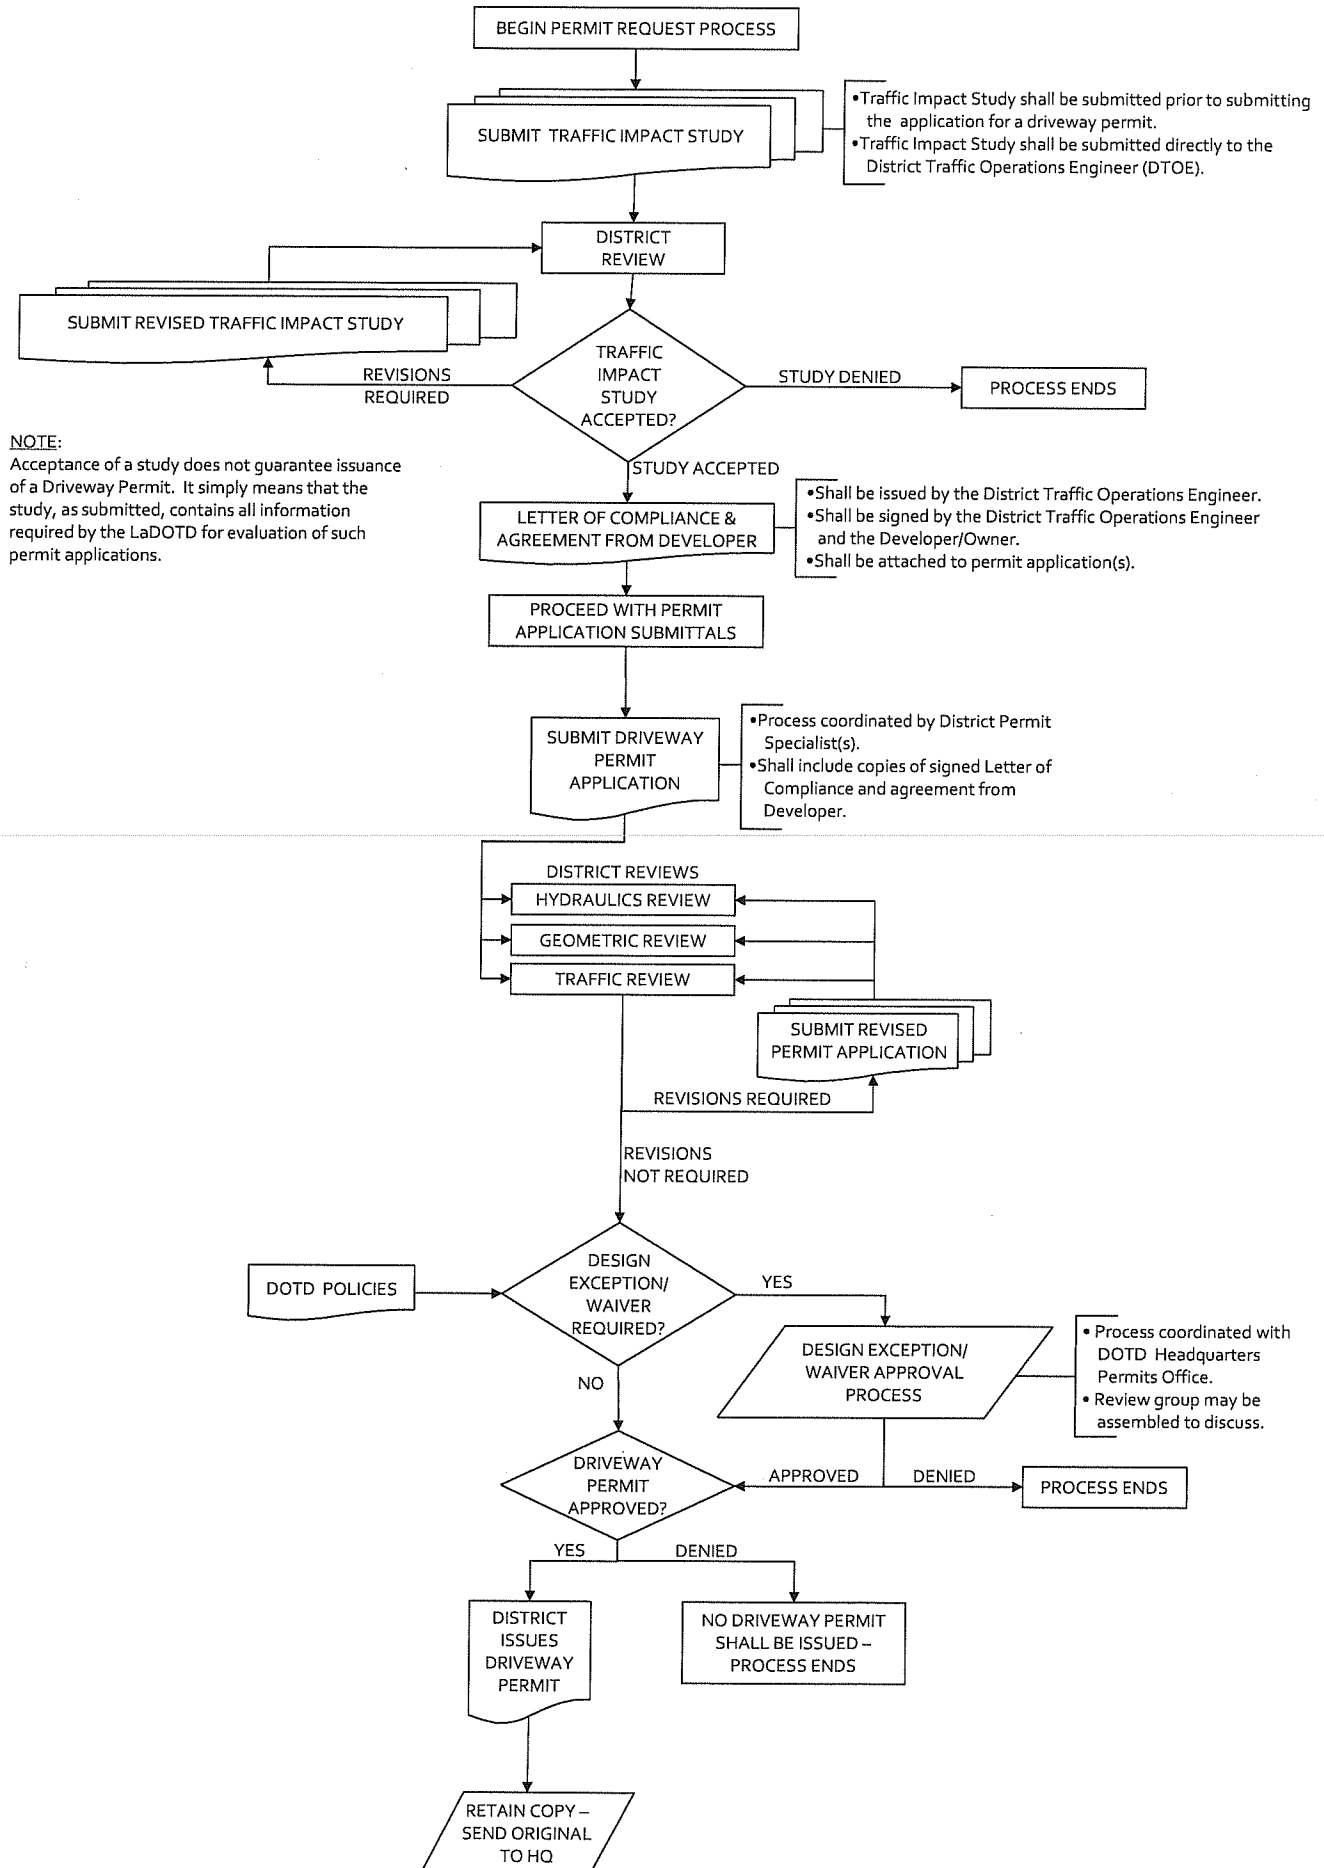 BEGIN PERMIT REQUEST PROCESS
SUBMIT TRAFFIC IMPACT STUDY
•Traffic Impact Study shall be submitted prior to submitting
the application for a driveway permit.
•Traffic Impact Study shall be submitted directly to the
District Traffic Operations Engineer (DTOE).
DISTRICT
REVIEW
SUBMIT REVISED TRAFFIC IMPACT STUDY
TRAFFIC
IMPACT
STUDY
ACCEPTED?
REVISIONS
REQUIRED
STUDY DENIED
PROCESS ENDS
NOTE:
Acceptance of a study does not guarantee issuance
of a Driveway Permit. It simply means that the
study, as submitted, contains all information
required by the LaDOTD for evaluation of such
permit applications.
STUDY ACCEPTED
LETTER OF COMPLIANCE &
AGREEMENT FROM DEVELOPER
•Shall be issued by the District Traffic Operations Engineer.
•Shall be signed by the District Traffic Operations Engineer
and the Developer/Owner.
•Shall be attached to permit application(s).
PROCEED WITH PERMIT
APPLICATION SUBMITTALS
SUBMIT DRIVEWAY
PERMIT
APPLICATION
•Process coordinated by District Permit
Specialist(s).
•Shall include copies of signed Letter of
Compliance and agreement from
Developer.
DISTRICT REVIEWS
HYDRAULICS REVIEW
GEOMETRIC REVIEW
TRAFFIC REVIEW
SUBMIT REVISED
PERMIT APPLICATION
REVISIONS REQUIRED
REVISIONS
NOT REQUIRED
DOTD POLICIES
DESIGN
EXCEPTION/
WAIVER
REQUIRED?
YES
DESIGN EXCEPTION/
WAIVER APPROVAL
PROCESS
• Process coordinated with
DOTD Headquarters
Permits Office.
• Review group may be
assembled to discuss.
NO
DRIVEWAY
PERMIT
APPROVED?
APPROVED
DENIED
PROCESS ENDS
YES
DENIED
DISTRICT
ISSUES
DRIVEWAY
PERMIT
NO DRIVEWAY PERMIT
SHALL BE ISSUED –
PROCESS ENDS
RETAIN COPY –
SEND ORIGINAL
TO HQ